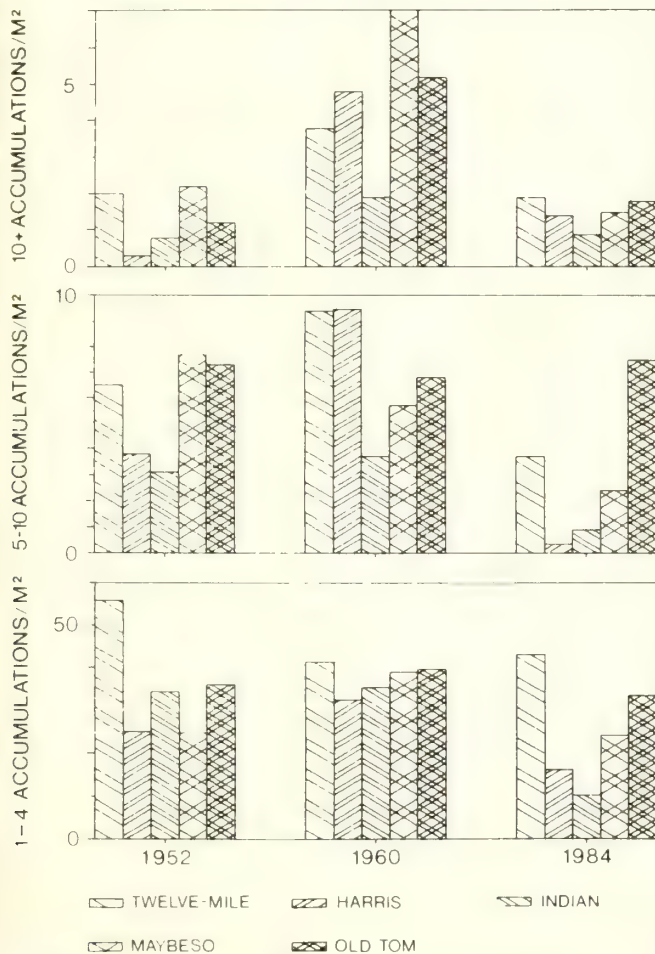 10+ ACCUMULATIONS/M²
5
0
5-10 ACCUMULATIONS/M²
10
0
1-4 ACCUMULATIONS/M²
50
0
1952 1960 1984
TWELVE-MILE HARRIS INDIAN
MAYBESO OLD TOM